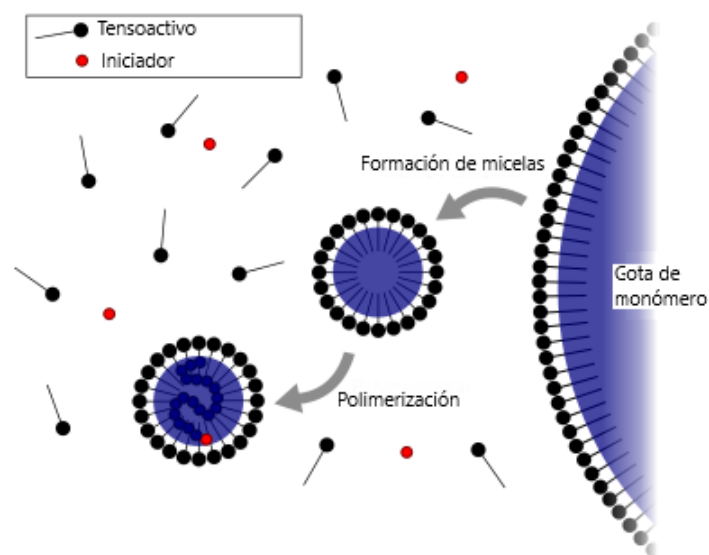 Tensoactivo
Iniciador
Formación de micelas
Gota de
monómero
Polimerización